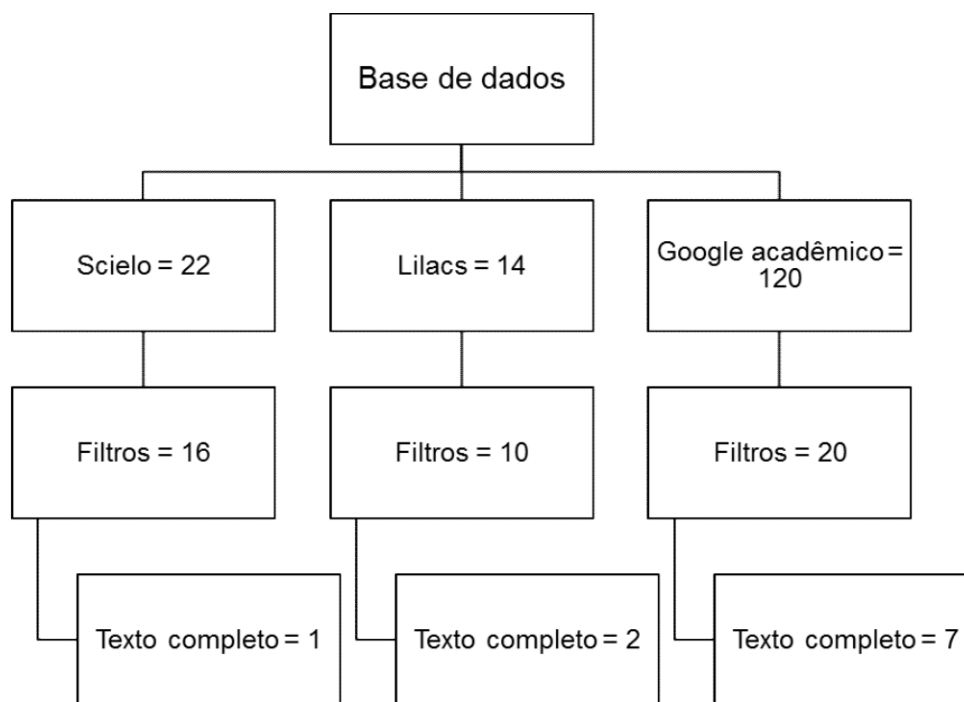 Base de dados
Scielo = 22
Lilacs = 14
Google acadêmico =
120
Filtros = 16
Filtros = 10
Filtros = 20
Texto completo = 1
Texto completo = 2
Texto completo = 7